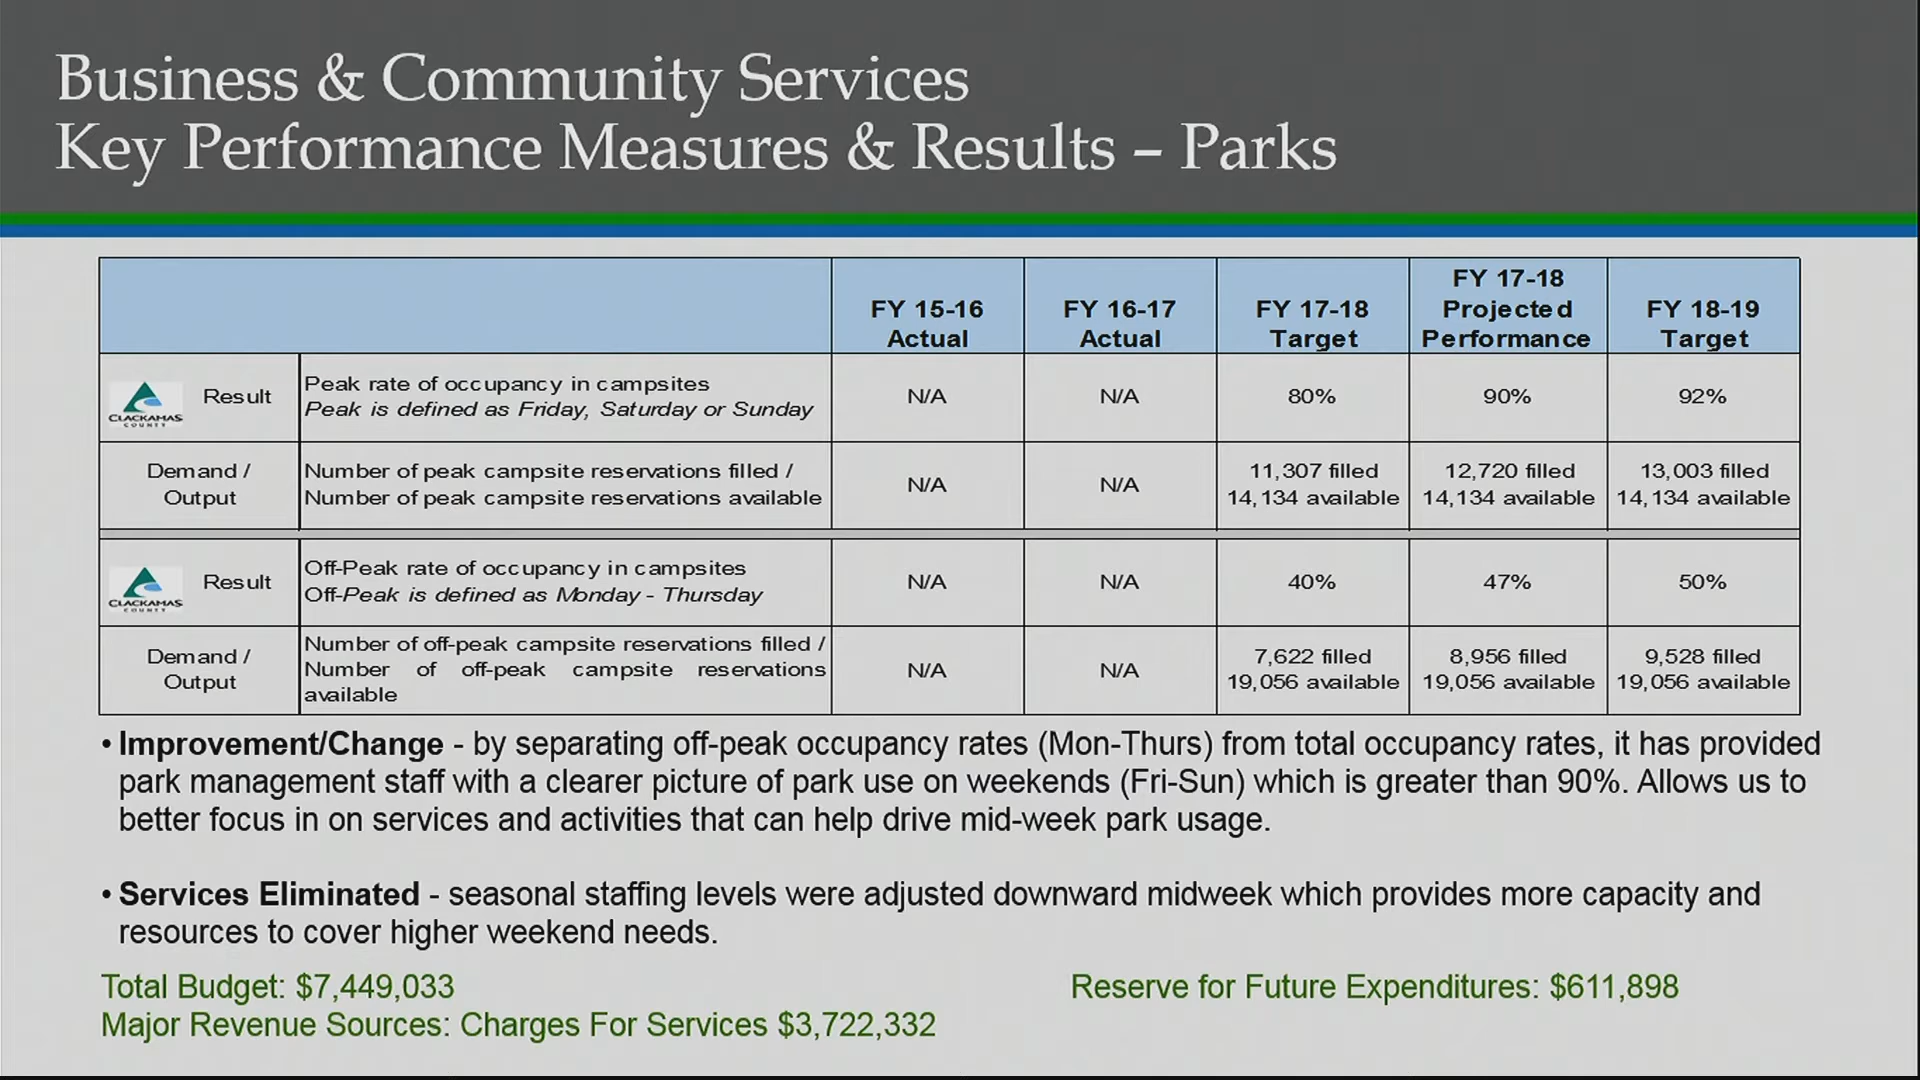 Business & Community Services
Key Performance Measures & Results – Parks
FY 15-16
Actual
FY 16-17
Actual
FY 17-18
Target
FY 17-18
Projected
Performance
FY 18-19
Target
CLACKAMAS
COUNTY
Result
Peak rate of occupancy in campsites
Peak is defined as Friday, Saturday or Sunday
N/A
N/A
80%
90%
92%
Demand /
Output
Number of peak campsite reservations filled /
Number of peak campsite reservations available
N/A
N/A
11,307 filled
14,134 available
12,720 filled
14,134 available
13,003 filled
14,134 available
CLACKAMAS
COUNTY
Result
Off-Peak rate of occupancy in campsites
Off-Peak is defined as Monday - Thursday
N/A
N/A
40%
47%
50%
Demand /
Output
Number of off-peak campsite reservations filled /
Number of off-peak campsite reservations
available
N/A
N/A
7,622 filled
19,056 available
8,956 filled
19,056 available
9,528 filled
19,056 available
• Improvement/Change - by separating off-peak occupancy rates (Mon-Thurs) from total occupancy rates, it has provided
park management staff with a clearer picture of park use on weekends (Fri-Sun) which is greater than 90%. Allows us to
better focus in on services and activities that can help drive mid-week park usage.
• Services Eliminated - seasonal staffing levels were adjusted downward midweek which provides more capacity and
resources to cover higher weekend needs.
Total Budget: $7,449,033
Reserve for Future Expenditures: $611,898
Major Revenue Sources: Charges For Services $3,722,332